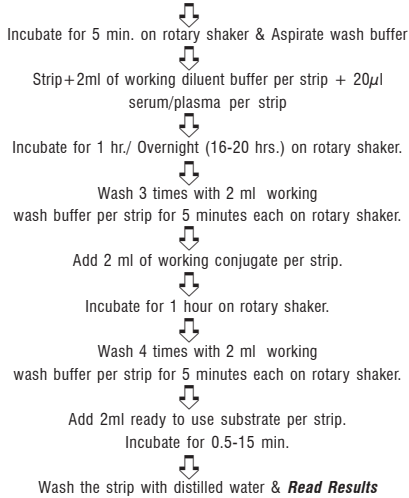 Incubate for 5 min. on rotary shaker & Aspirate wash buffer
Strip+2ml of working diluent buffer per strip + 20µl
serum/plasma per strip
Incubate for 1 hr./ Overnight (16-20 hrs.) on rotary shaker.
Wash 3 times with 2 ml working
wash buffer per strip for 5 minutes each on rotary shaker.
Add 2 ml of working conjugate per strip.
Incubate for 1 hour on rotary shaker.
Wash 4 times with 2 ml working
wash buffer per strip for 5 minutes each on rotary shaker.
Add 2ml ready to use substrate per strip.
Incubate for 0.5-15 min.
Wash the strip with distilled water & Read Results